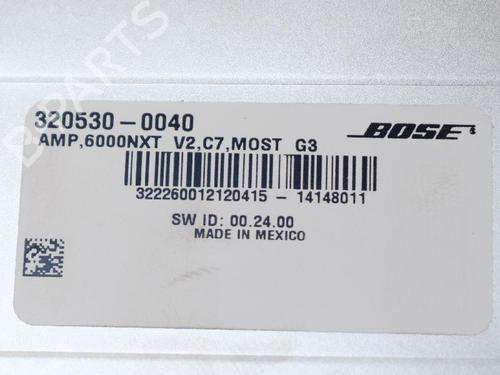 B PARTS
320530-0040
BOSE
AMP,6000NXT V2,C7,MOST G3
322260012120415 - 14148011
SW ID: 00.24.00
MADE IN MEXICO